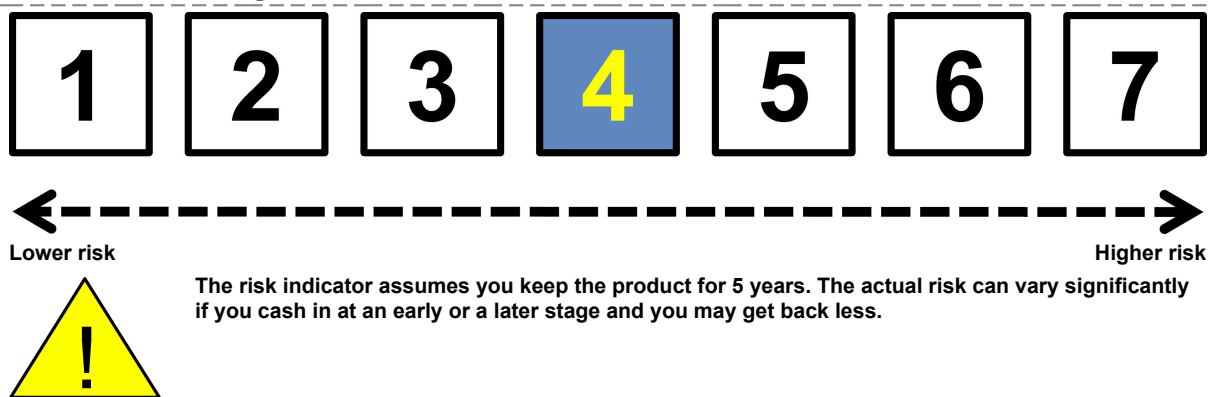 1 2 3 4 5 6 7
Lower risk Higher risk
The risk indicator assumes you keep the product for 5 years. The actual risk can vary significantly
if you cash in at an early or a later stage and you may get back less.
!